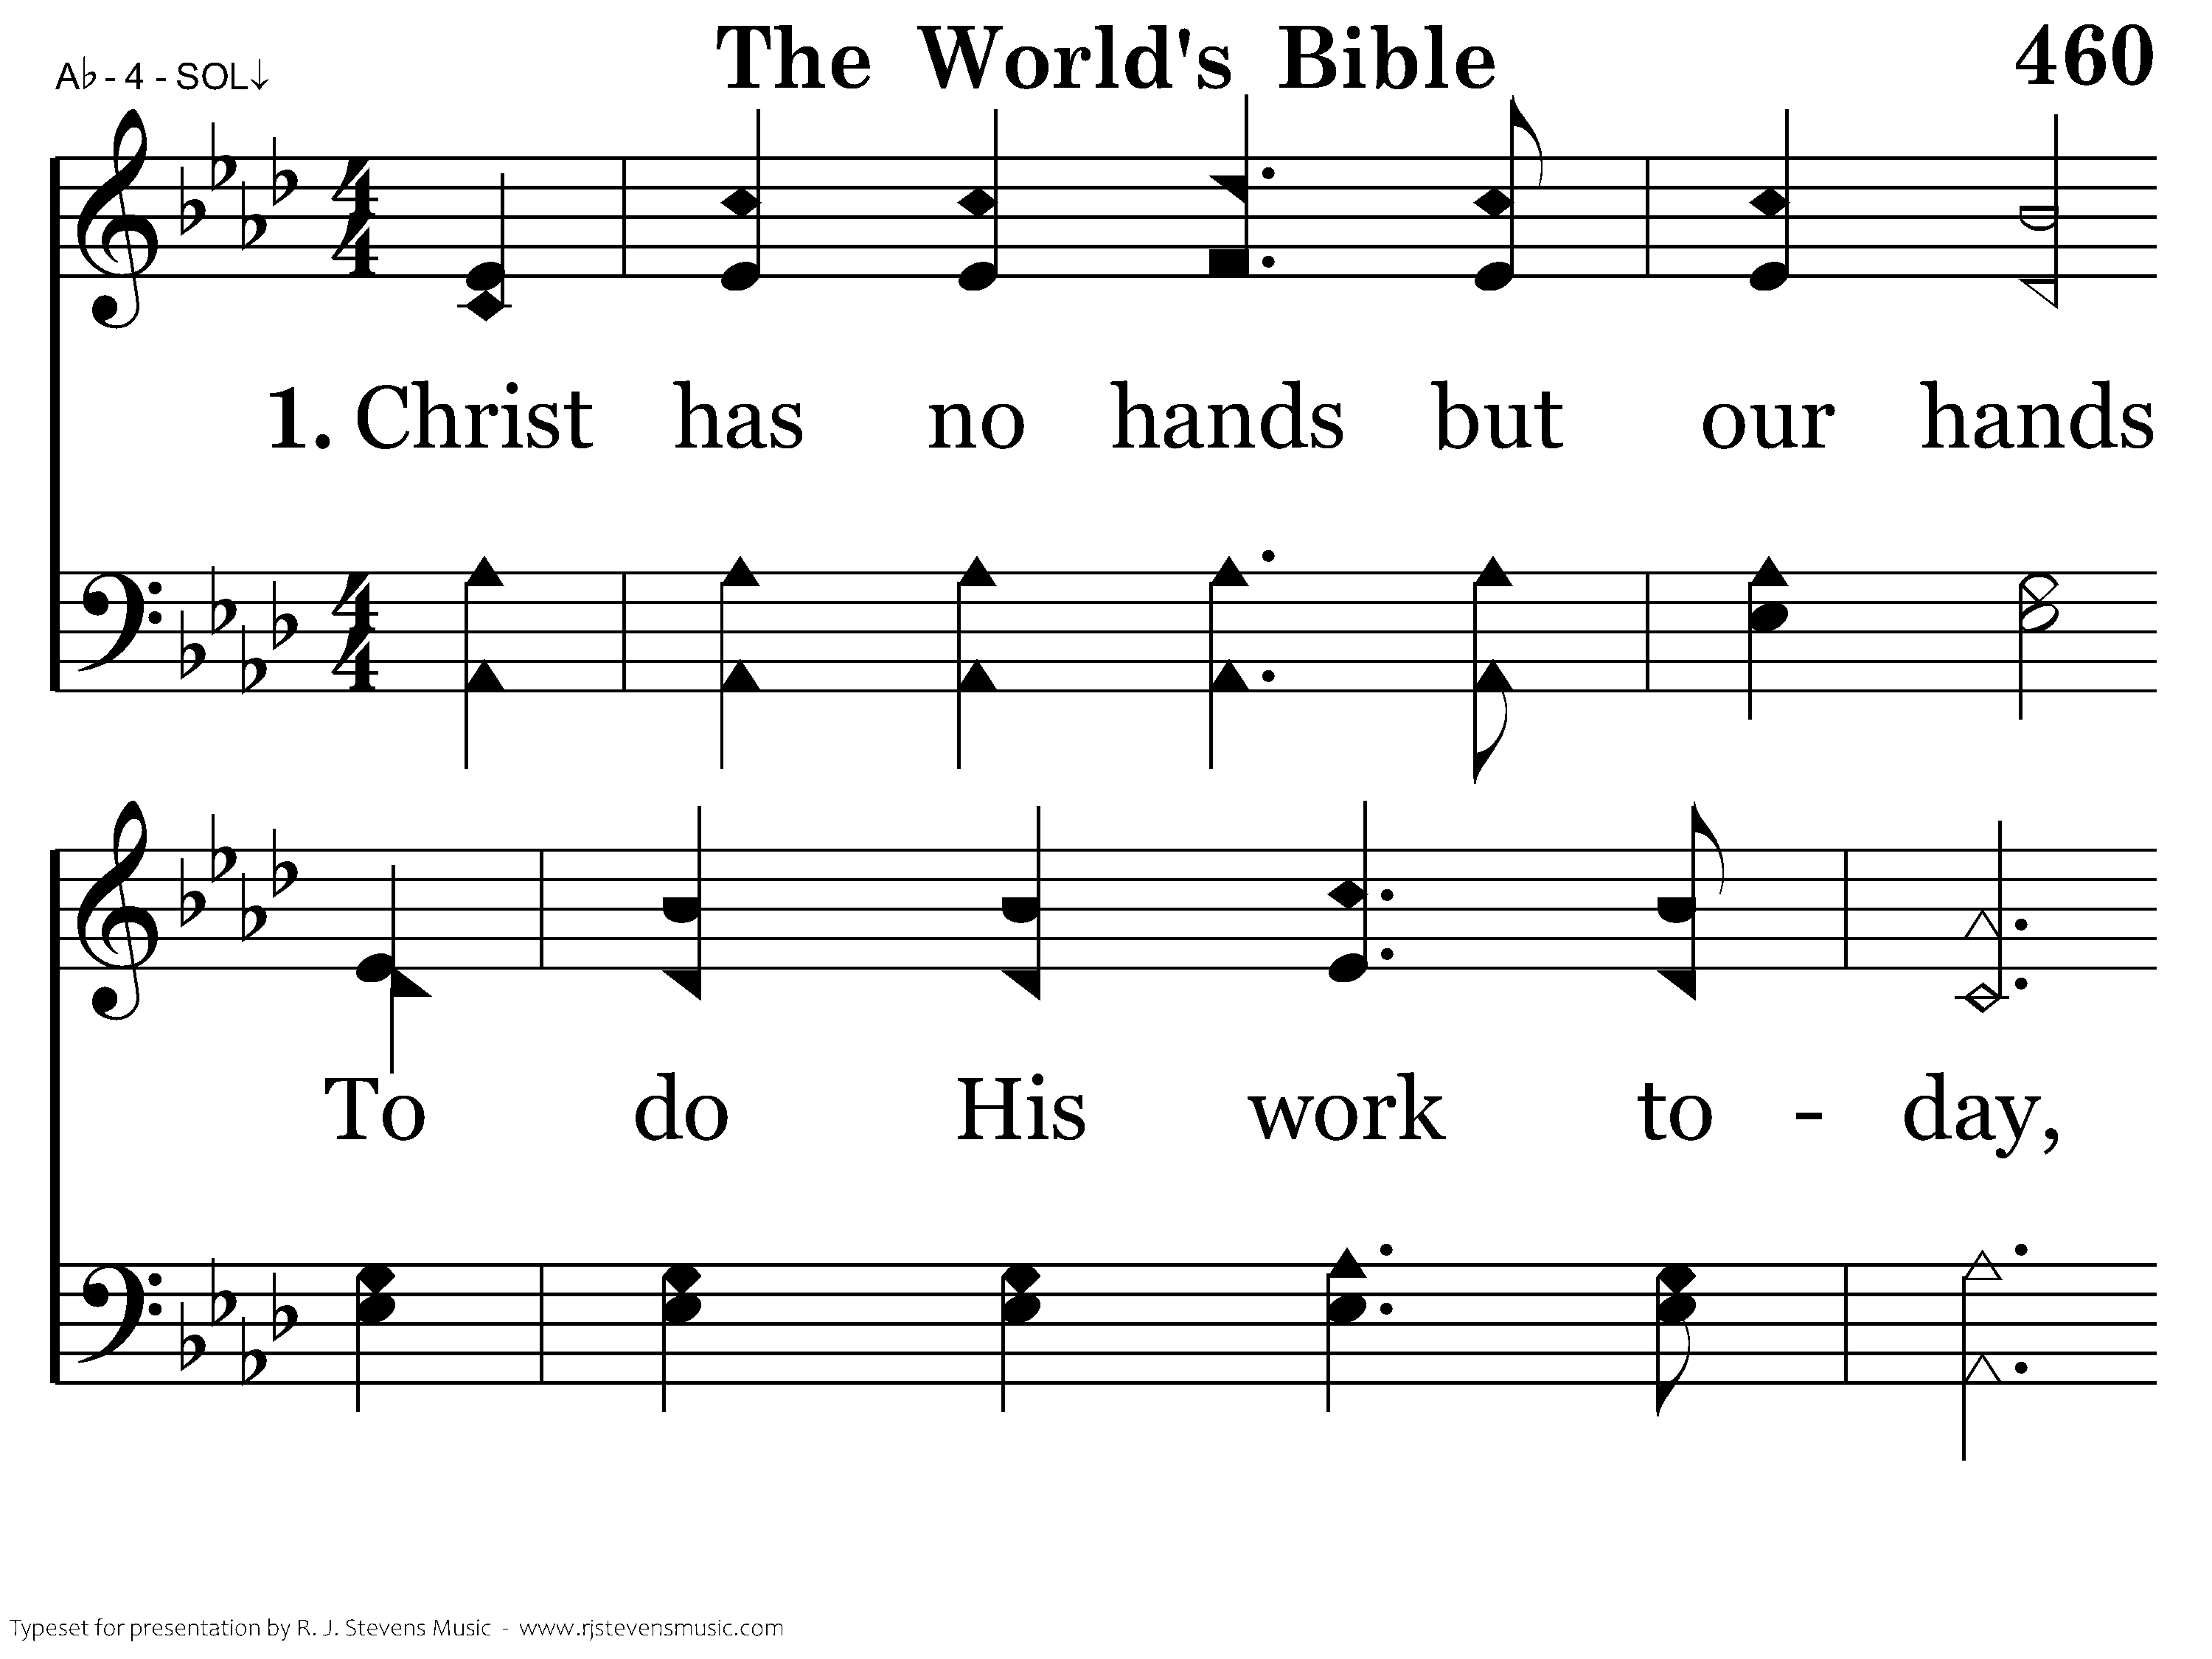 The World's Bible 460
A♭ - 4 - SOL↓
1. Christ has no hands but our hands
To do His work to - day,
Typeset for presentation by R. J. Stevens Music - www.rjstevensmusic.com